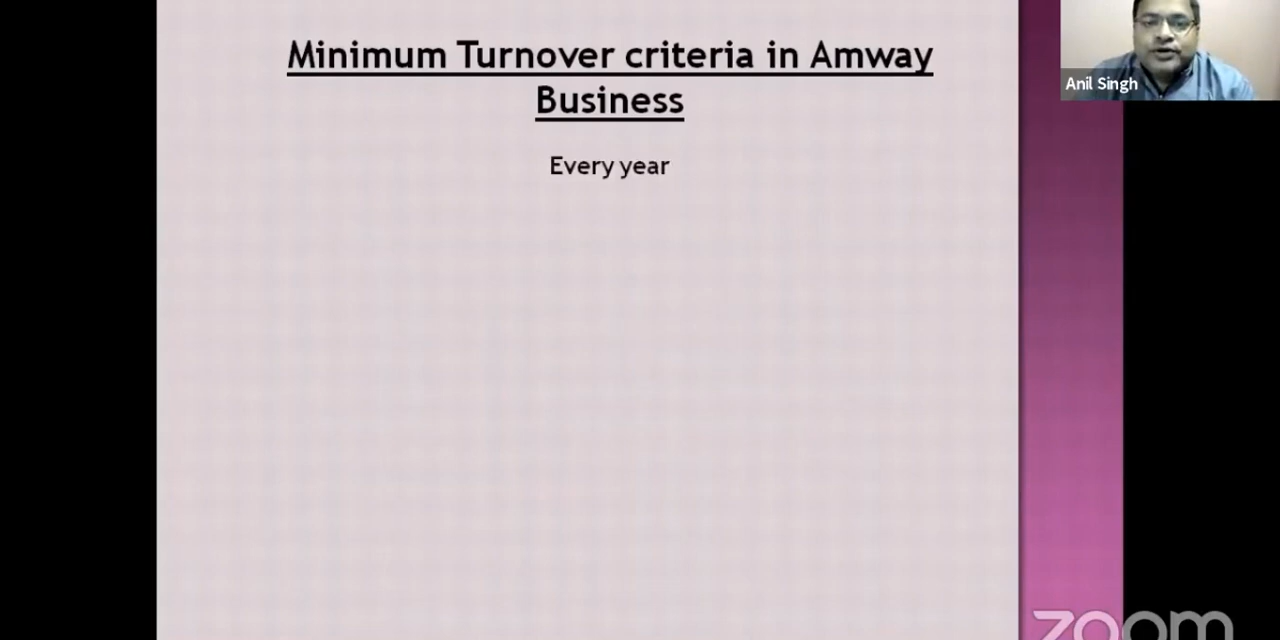 Minimum Turnover criteria in Amway
Business
Every year
Anil Singh
zoom